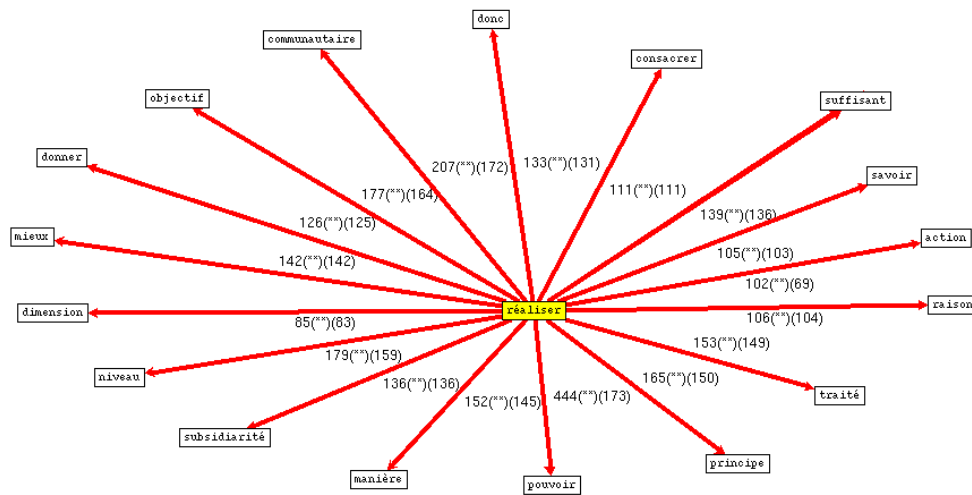 donc
communautaire
consacrer
objectif
suffisant
donner
207(**)(172)
133(**)(131)
savoir
177(**)(164)
111(**)(111)
126(**)(125)
139(**)(136)
mieux
action
142(**)(142)
105(**)(103)
102(**)(69)
dimension
réaliser
raison
85(**)(83)
106(**)(104)
179(**)(159)
153(**)(149)
niveau
136(**)(136)
165(**)(150)
traité
152(**)(145)
444(**)(173)
subsidiarité
principe
manière
pouvoir